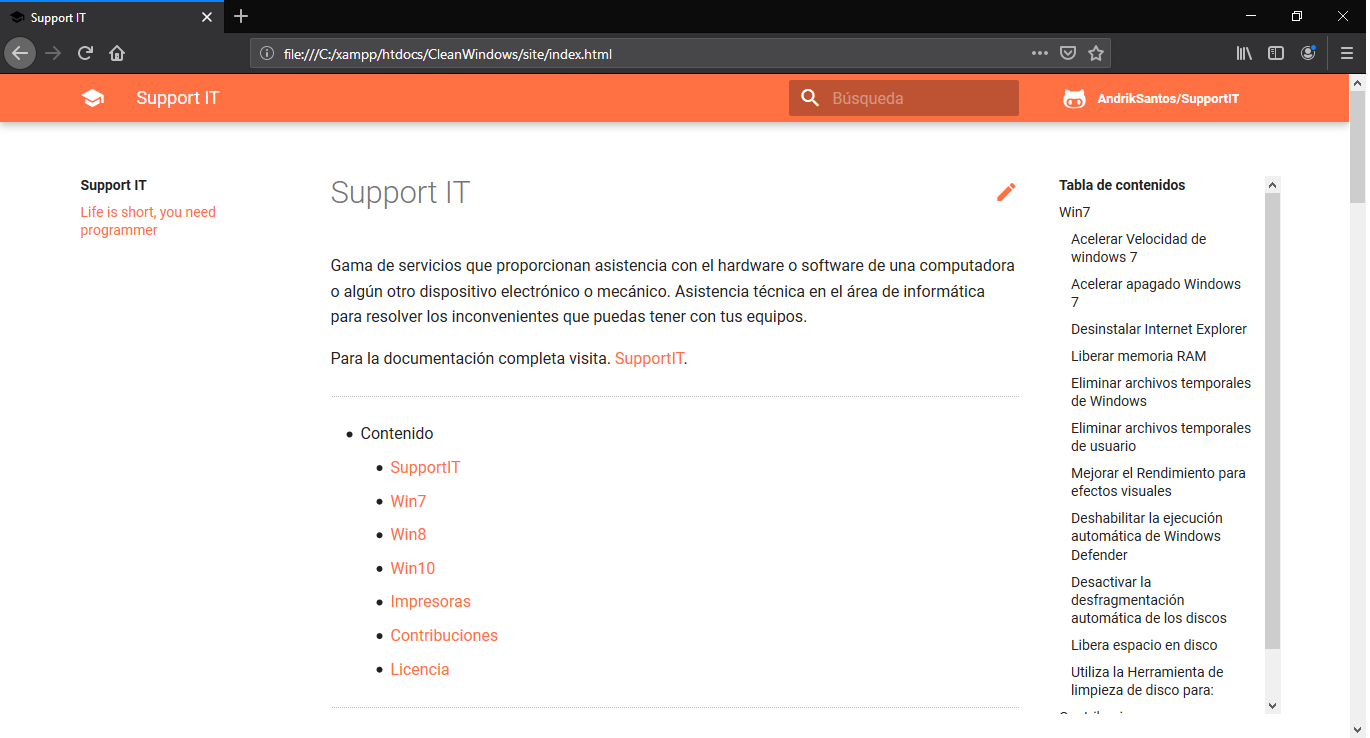 Support IT
file:///C:/xampp/htdocs/CleanWindows/site/index.html
Support IT
Búsqueda
AndrikSantos/SupportIT
Support IT
Life is short, you need
programmer
Support IT
Gama de servicios que proporcionan asistencia con el hardware o software de una computadora
o algún otro dispositivo electrónico o mecánico. Asistencia técnica en el área de informática
para resolver los inconvenientes que puedas tener con tus equipos.
Para la documentación completa visita. SupportIT.
Contenido
SupportIT
Win7
Win8
Win10
Impresoras
Contribuciones
Licencia
Tabla de contenidos
Win7
Acelerar Velocidad de
windows 7
Acelerar apagado Windows
7
Desinstalar Internet Explorer
Liberar memoria RAM
Eliminar archivos temporales
de Windows
Eliminar archivos temporales
de usuario
Mejorar el Rendimiento para
efectos visuales
Deshabilitar la ejecución
automática de Windows
Defender
Desactivar la
desfragmentación
automática de los discos
Libera espacio en disco
Utiliza la Herramienta de
limpieza de disco para: